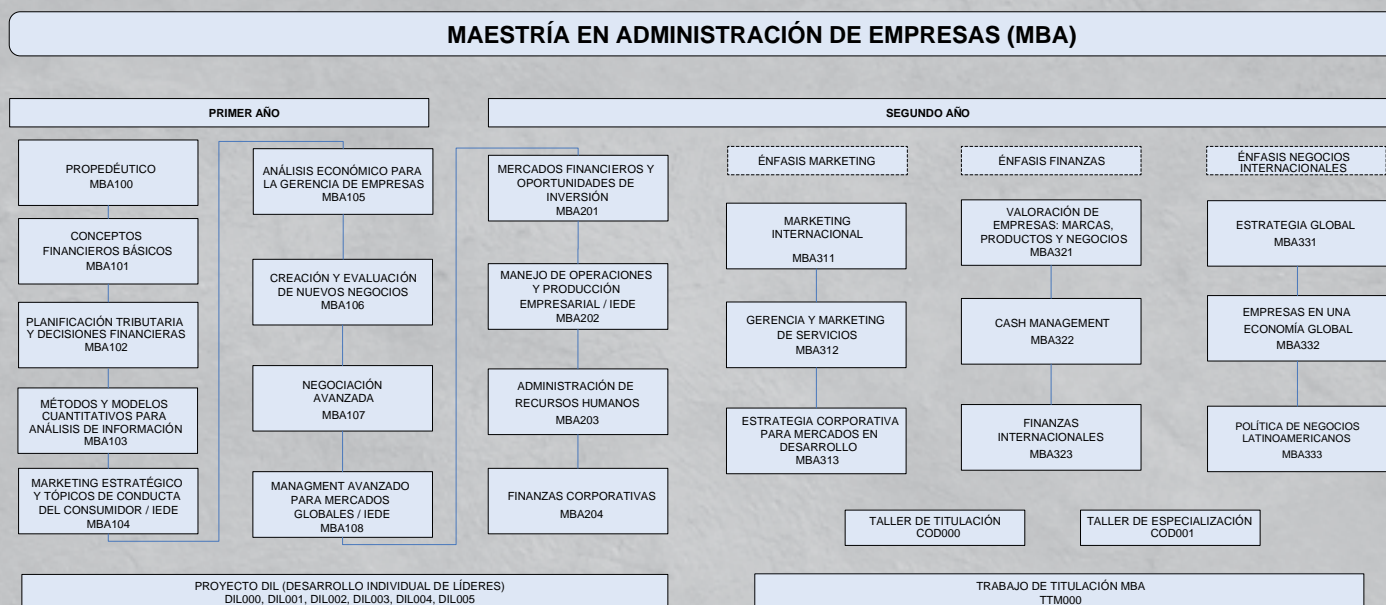 MAESTRÍA EN ADMINISTRACIÓN DE EMPRESAS (MBA)
PRIMER AÑO
PROPEDÉUTICO
MBA100
CONCEPTOS
FINANCIEROS BÁSICOS
MBA101
PLANIFICACIÓN TRIBUTARIA
Y DECISIONES FINANCIERAS
MBA102
MÉTODOS Y MODELOS
CUANTITATIVOS PARA
ANÁLISIS DE INFORMACIÓN
MBA103
MARKETING ESTRATÉGICO
Y TÓPICOS DE CONDUCTA
DEL CONSUMIDOR / IEDE
MBA104
ANÁLISIS ECONÓMICO PARA
LA GERENCIA DE EMPRESAS
MBA105
CREACIÓN Y EVALUACIÓN
DE NUEVOS NEGOCIOS
MBA106
NEGOCIACIÓN
AVANZADA
MBA107
MANAGMENT AVANZADO
PARA MERCADOS
GLOBALES / IEDE
MBA108
SEGUNDO AÑO
MERCADOS FINANCIEROS Y
OPORTUNIDADES DE
INVERSIÓN
MBA201
MANEJO DE OPERACIONES
Y PRODUCCIÓN
EMPRESARIAL / IEDE
MBA202
ADMINISTRACIÓN DE
RECURSOS HUMANOS
MBA203
FINANZAS CORPORATIVAS
MBA204
ÉNFASIS MARKETING
MARKETING
INTERNACIONAL
MBA311
GERENCIA Y MARKETING
DE SERVICIOS
MBA312
ESTRATEGIA CORPORATIVA
PARA MERCADOS EN
DESARROLLO
MBA313
ÉNFASIS FINANZAS
VALORACIÓN DE
EMPRESAS: MARCAS,
PRODUCTOS Y NEGOCIOS
MBA321
CASH MANAGEMENT
MBA322
FINANZAS
INTERNACIONALES
MBA323
ÉNFASIS NEGOCIOS
INTERNACIONALES
ESTRATEGIA GLOBAL
MBA331
EMPRESAS EN UNA
ECONOMÍA GLOBAL
MBA332
POLÍTICA DE NEGOCIOS
LATINOAMERICANOS
MBA333
TALLER DE TITULACIÓN
COD000
TALLER DE ESPECIALIZACIÓN
COD001
PROYECTO DIL (DESARROLLO INDIVIDUAL DE LÍDERES)
DIL000, DIL001, DIL002, DIL003, DIL004, DIL005
TRABAJO DE TITULACIÓN MBA
TTM000